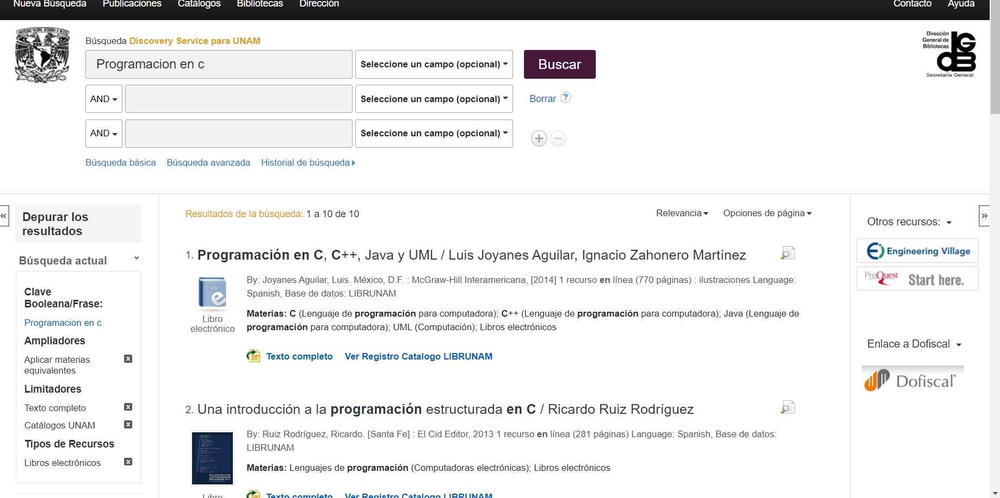 Nueva Búsqueda Publicaciones Catálogos Bibliotecas Dirección Contacto Ayuda
Búsqueda Discovery Service para UNAM
Programacion en c Seleccione un campo (opcional) Buscar
AND Seleccione un campo (opcional) Borrar ?
AND Seleccione un campo (opcional)
Búsqueda básica Búsqueda avanzada Historial de búsqueda
Dirección
General de
Bibliotecas
DGB
Secretaría General
Depurar los
resultados
Búsqueda actual
Clave
Booleana/Frase:
Programacion en c
Ampliadores
Aplicar materias
equivalentes
Limitadores
Texto completo
Catálogos UNAM
Tipos de Recursos
Libros electrónicos
Resultados de la búsqueda: 1 a 10 de 10 Relevancia Opciones de página
1. Programación en C, C++, Java y UML / Luis Joyanes Aguilar, Ignacio Zahonero Martínez
Libro
electrónico
By: Joyanes Aguilar, Luis. México, D.F. : McGraw-Hill Interamericana, [2014] 1 recurso en línea (770 páginas) : ilustraciones Language:
Spanish, Base de datos: LIBRUNAM
Materias: C (Lenguaje de programación para computadora); C++ (Lenguaje de programación para computadora); Java (Lenguaje de
programación para computadora); UML (Computación); Libros electrónicos
Texto completo Ver Registro Catalogo LIBRUNAM
2. Una introducción a la programación estructurada en C / Ricardo Ruiz Rodríguez
Una Introducción
a la Programación
Estructurada en C
Libro
By: Ruiz Rodríguez, Ricardo. [Santa Fe] : El Cid Editor, 2013 1 recurso en línea (281 páginas) Language: Spanish, Base de datos:
LIBRUNAM
Materias: Lenguajes de programación (Computadoras electrónicas); Libros electrónicos
Texto completo Ver Registro Catalogo LIBRUNAM
Otros recursos:
Engineering Village
ProQuest Start here.
Enlace a Dofiscal
Dofiscal